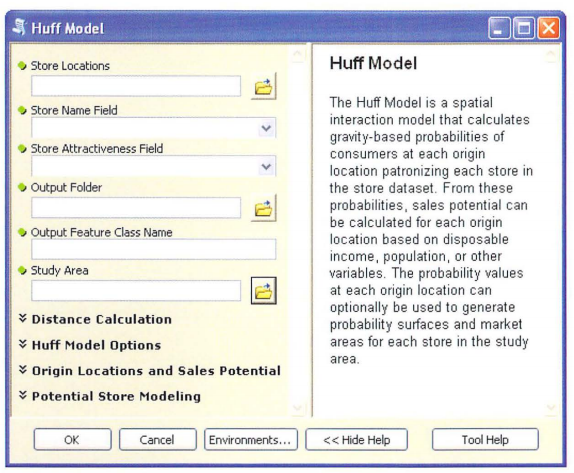 Huff Model
Store Locations
Store Name Field
Store Attractiveness Field
Output Folder
Output Feature Class Name
Study Area
Distance Calculation
Huff Model Options
Origin Locations and Sales Potential
Potential Store Modeling
Huff Model
The Huff Model is a spatial
interaction model that calculates
gravity-based probabilities of
consumers at each origin
location patronizing each store in
the store dataset. From these
probabilities, sales potential can
be calculated for each origin
location based on disposable
income, population, or other
variables. The probability values
at each origin location can
optionally be used to generate
probability surfaces and market
areas for each store in the study
area.
OK
Cancel
Environments...
<< Hide Help
Tool Help